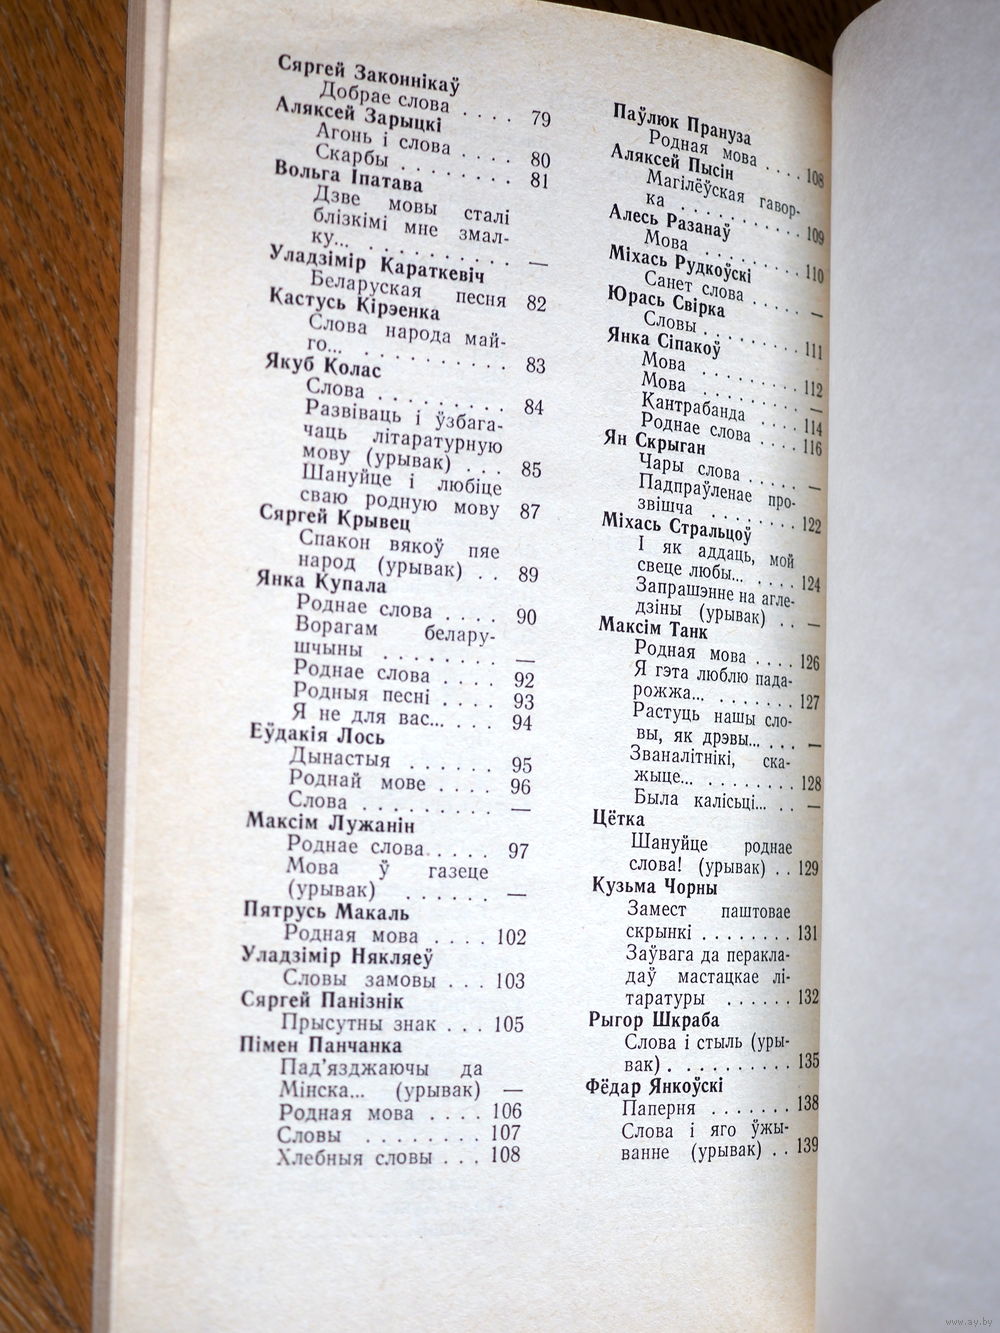 Сяргей Законнікаў
Добрае слова . . . . 79
Аляксей Зарыцкі
Агонь і слова . . . . 80
Скарбы . . . . . . . . 81
Вольга Іпатава
Дзве мовы сталі
блізкімі мне змал-
ку... . . . . . . . . . —
Уладзімір Караткевіч
Беларуская песня 82
Кастусь Кірэенка
Слова народа май-
го... . . . . . . . . . 83
Якуб Колас
Слова . . . . . . . . . 84
Развіваць і ўзбага-
чаць літаратурную
мову (урывак) . . . 85
Шануйце і любіце
сваю родную мову 87
Сяргей Крывец
Спакон вякоў пяе
народ (урывак) . . 89
Янка Купала
Роднае слова . . . . 90
Ворагам белару-
шчыны . . . . . . . . —
Роднае слова . . . . 92
Родныя песні . . . . 93
Я не для вас... . . . 94
Еўдакія Лось
Дынастыя . . . . . . 95
Роднай мове . . . . 96
Слова . . . . . . . . . —
Максім Лужанін
Роднае слова . . . . . 97
Мова ў газеце
(урывак) . . . . . . —
Пятрусь Макаль
Родная мова . . . . 102
Уладзімір Някляеў
Словы замовы . . . 103
Сяргей Панізнік
Прысутны знак . . . 105
Пімен Панчанка
Пад'язджаючы да
Мінска... (урывак) —
Родная мова . . . . 106
Словы . . . . . . . . 107
Хлебныя словы . . . 108
Паўлюк Прануза
Родная мова . . . . 108
Аляксей Пысін
Магілёўская гавор-
ка . . . . . . . . . . . 109
Алесь Разанаў
Мова . . . . . . . . . 110
Міхась Рудкоўскі
Санет слова . . . . . —
Юрась Свірка
Словы . . . . . . . . . 111
Янка Сіпакоў
Мова . . . . . . . . . 112
Мова . . . . . . . . . —
Кантрабанда . . . . 114
Роднае слова . . . . 116
Ян Скрыган
Чары слова . . . . . —
Падпраўленае про-
звішча . . . . . . . . 122
Міхась Стральцоў
І як аддаць, мой
свеце любы... . . . . 124
Запрашэнне на агле-
дзіны (урывак) . . —
Максім Танк
Родная мова . . . . 126
Я гэта люблю пада-
рожжа... . . . . . . . 127
Растуць нашы сло-
вы, як дрэвы... . . . —
Званалітнікі, ска-
жыце... . . . . . . . . 128
Была калісьці... . . —
Цётка
Шануйце роднае
слова! (урывак) . . 129
Кузьма Чорны
Замест паштовае
скрынкі . . . . . . . . 131
Заўвага да перакла-
даў мастацкае лі-
таратуры . . . . . . 132
Рыгор Шкраба
Слова і стыль (уры-
вак) . . . . . . . . . . 135
Фёдар Янкоўскі
Паперня . . . . . . . 138
Слова і яго ўжы-
ванне (урывак) . . 139
www.ay.by